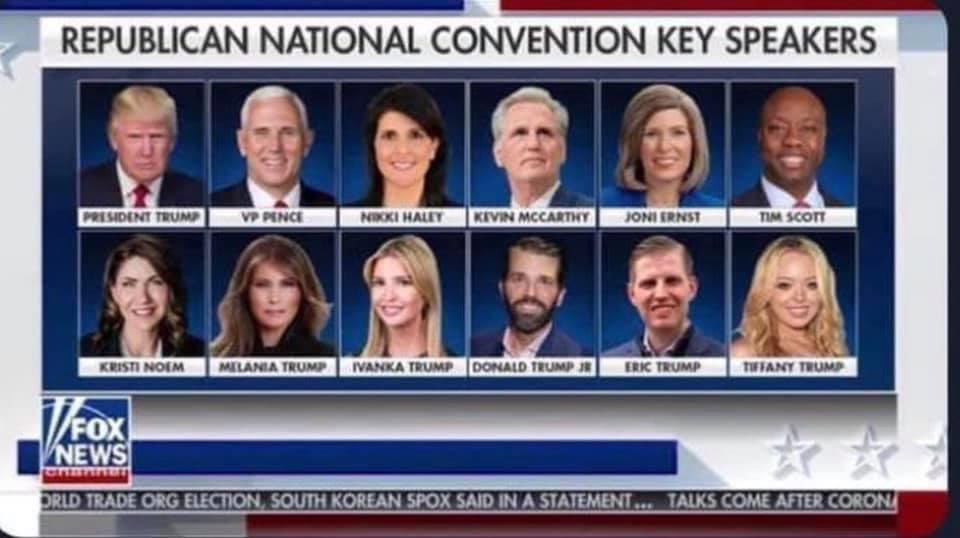 REPUBLICAN NATIONAL CONVENTION KEY SPEAKERS
PRESIDENT TRUMP
VP PENCE
NIKKI HALEY
KEVIN MCCARTHY
JONI ERNST
TIM SCOTT
KRISTI NOEM
MELANIA TRUMP
IVANKA TRUMP
DONALD TRUMP JR
ERIC TRUMP
TIFFANY TRUMP
FOX
NEWS
channel
ORLD TRADE ORG ELECTION, SOUTH KOREAN SPOX SAID IN A STATEMENT... TALKS COME AFTER CORONA